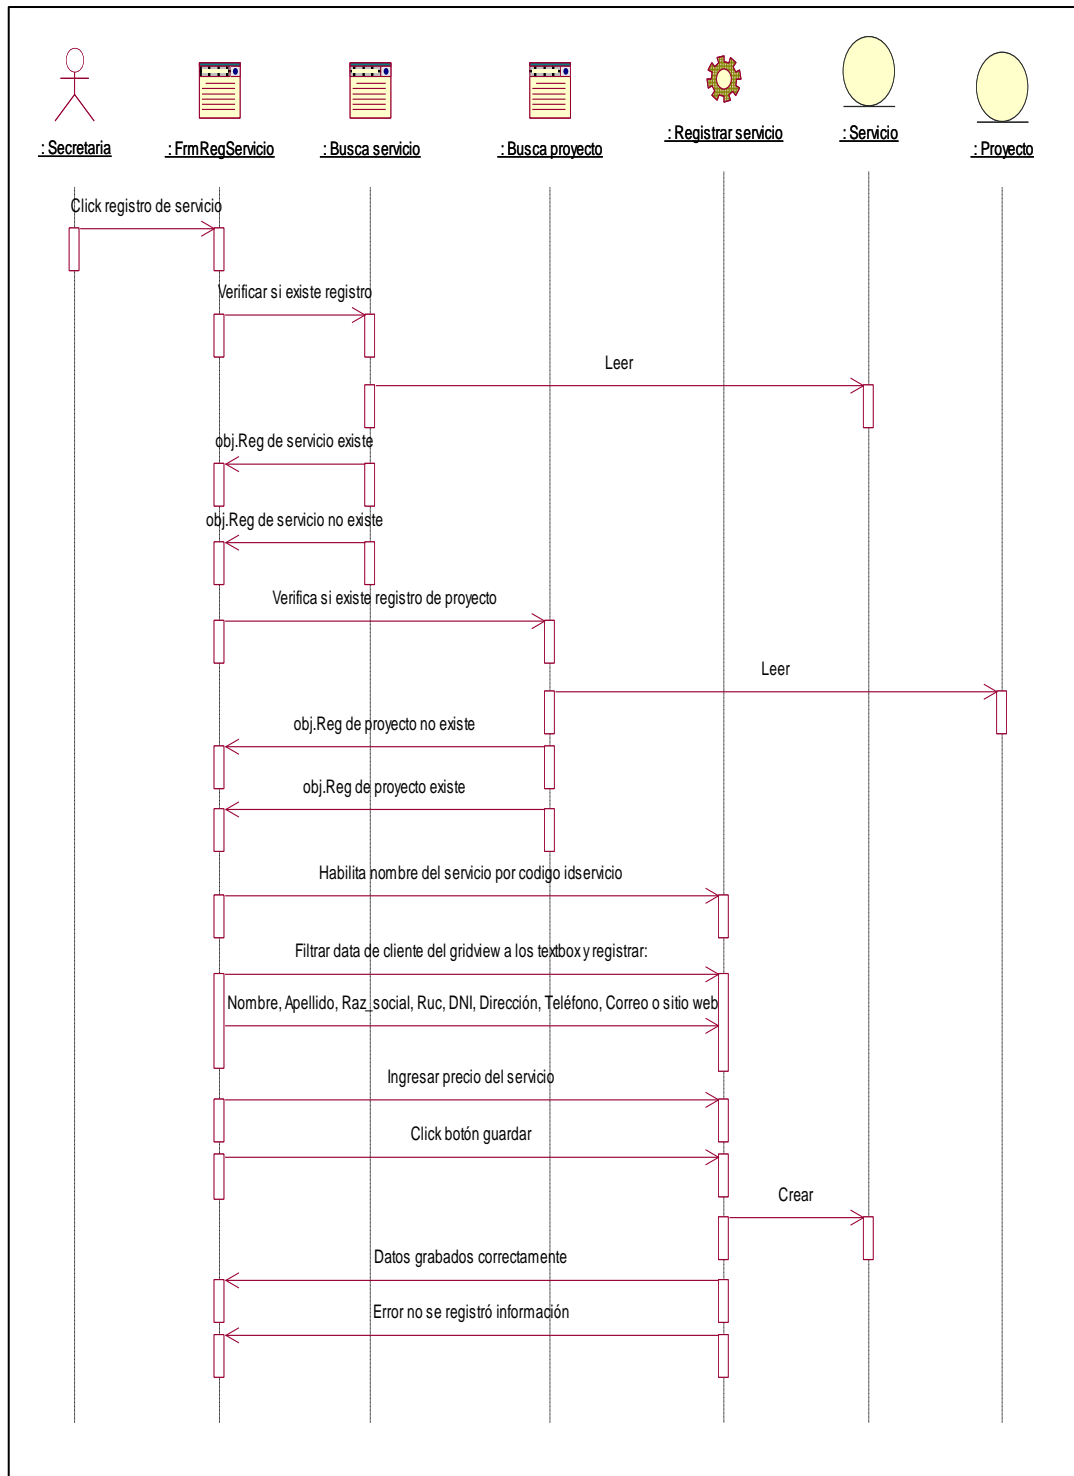 : Secretaria
: FrmRegServicio
: Busca servicio
: Busca proyecto
: Registrar servicio
: Servicio
: Proyecto
Click registro de servicio
Verificar si existe registro
Leer
obj.Reg de servicio existe
obj.Reg de servicio no existe
Verifica si existe registro de proyecto
Leer
obj.Reg de proyecto no existe
obj.Reg de proyecto existe
Habilita nombre del servicio por codigo idservicio
Filtrar data de cliente del gridview a los textbox y registrar:
Nombre, Apellido, Raz_social, Ruc, DNI, Dirección, Teléfono, Correo o sitio web
Ingresar precio del servicio
Click botón guardar
Crear
Datos grabados correctamente
Error no se registró información